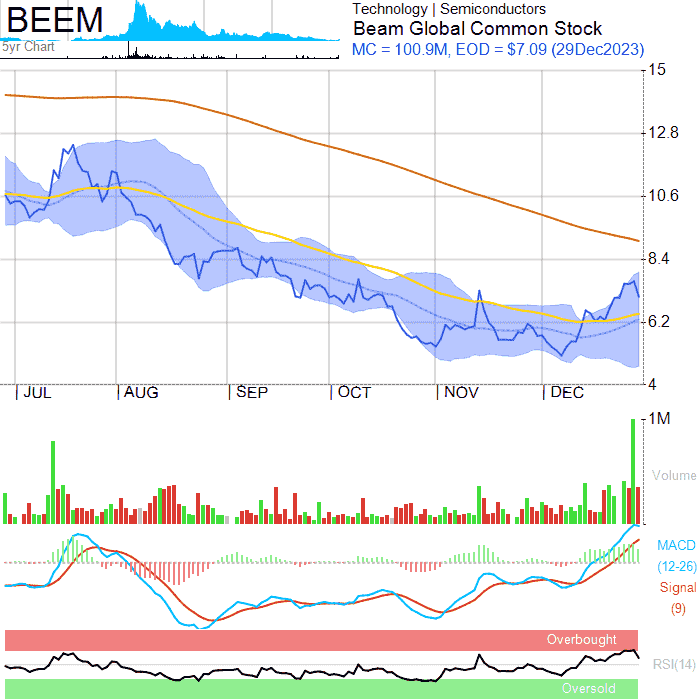 BEEM
5yr Chart
Technology | Semiconductors
Beam Global Common Stock
MC = 100.9M, EOD = $7.09 (29Dec2023)
15
12.8
10.6
8.4
6.2
4
JUL AUG SEP OCT NOV DEC
1M
Volume
MACD
(12-26)
Signal
(9)
Overbought
RSI(14)
Oversold